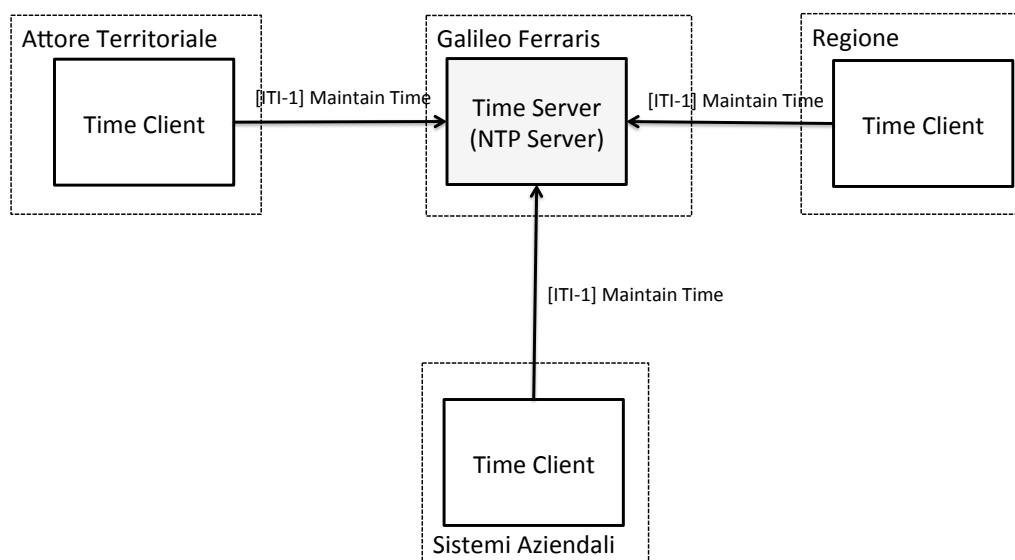 Attore Territoriale
Time Client
[ITI-1] Maintain Time
Galileo Ferraris
Time Server
(NTP Server)
[ITI-1] Maintain Time
Regione
Time Client
[ITI-1] Maintain Time
Time Client
Sistemi Aziendali